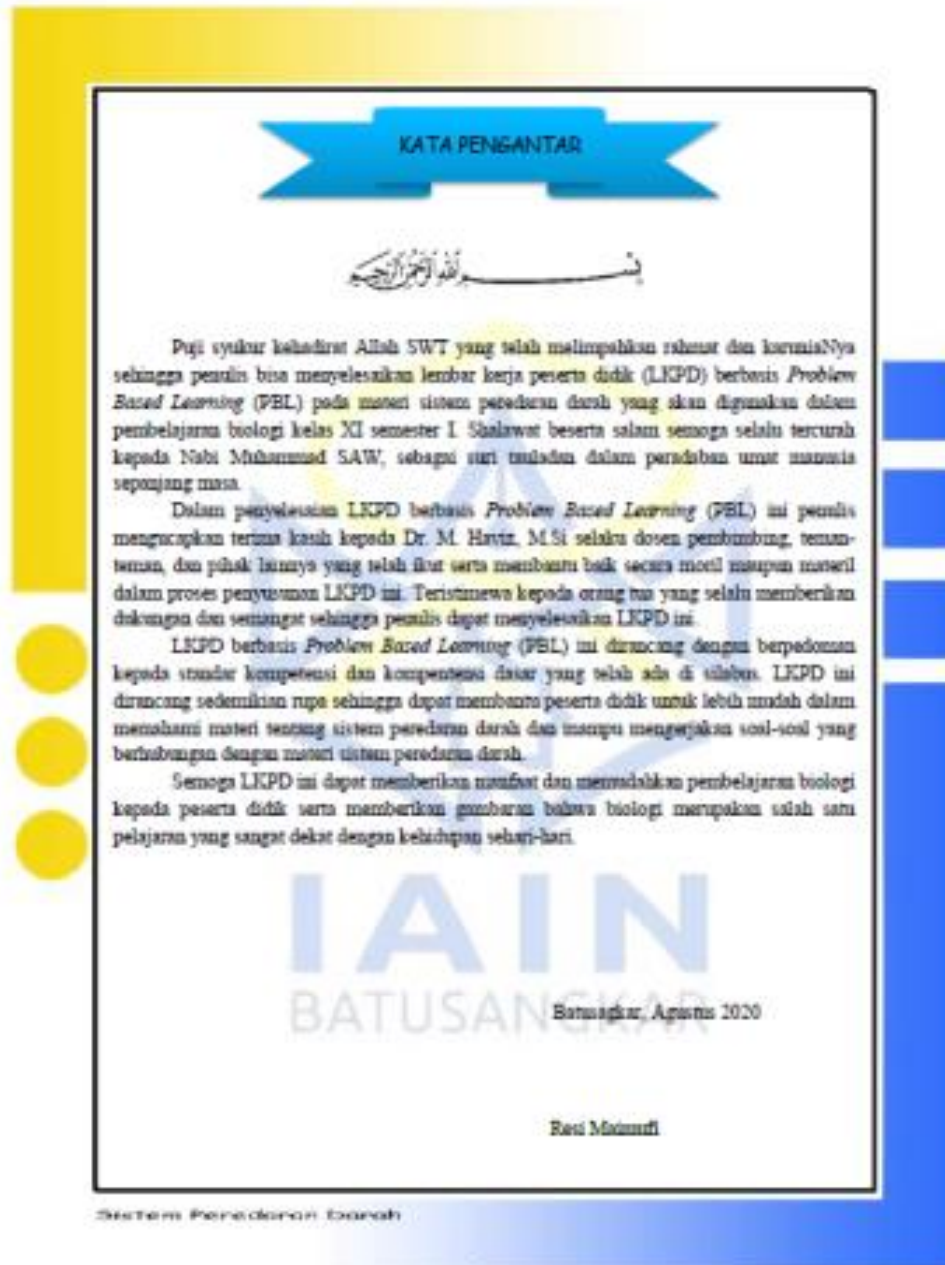 KATA PENGANTAR
بِسْمِ اللَّهِ الرَّحْمَٰنِ الرَّحِيمِ
Puji syukur kehadirat Allah SWT yang telah melimpahkan rahmat dan karuniaNya
sehingga penulis bisa menyelesaikan lembar kerja peserta didik (LKPD) berbasis Problem
Based Learning (PBL) pada materi sistem peredaran darah yang akan digunakan dalam
pembelajaran biologi kelas XI semester I. Shalawat beserta salam semoga selalu tercurah
kepada Nabi Muhammad SAW, sebagai suri tauladan dalam peradaban umat manusia
sepanjang masa.
Dalam penyelesaian LKPD berbasis Problem Based Learning (PBL) ini penulis
mengucapkan terima kasih kepada Dr. M. Haviz, M.Si selaku dosen pembimbing, teman-
teman, dan pihak lainnya yang telah ikut serta membantu baik secara moril maupun materil
dalam proses penyusunan LKPD ini. Teristimewa kepada orang tua yang selalu memberikan
dukungan dan semangat sehingga penulis dapat menyelesaikan LKPD ini.
LKPD berbasis Problem Based Learning (PBL) ini dirancang dengan berpedoman
kepada standar kompetensi dan kompentensi dasar yang telah ada di silabus. LKPD ini
dirancang sedemikian rupa sehingga dapat membantu peserta didik untuk lebih mudah dalam
memahami materi tentang sistem peredaran darah dan mampu mengerjakan soal-soal yang
berhubungan dengan materi sistem peredaran darah.
Semoga LKPD ini dapat memberikan manfaat dan memudahkan pembelajaran biologi
kepada peserta didik serta memberikan gambaran bahwa biologi merupakan salah satu
pelajaran yang sangat dekat dengan kehidupan sehari-hari.
IAIN
BATUSANGKAR
Batusagkar, Agustus 2020
Resi
Sistem Peredaran Darah